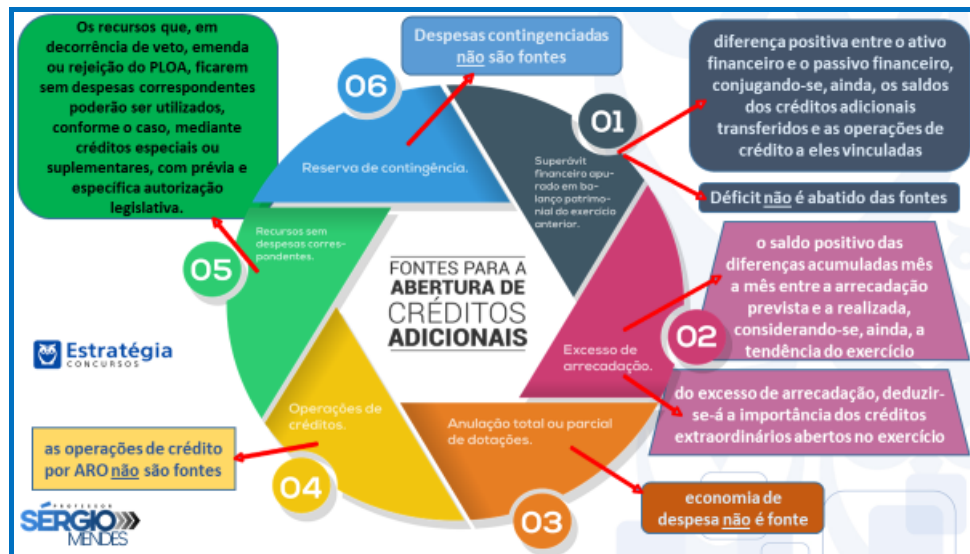 Os recursos que, em
decorrência de veto, emenda
ou rejeição do PLOA, ficarem
sem despesas correspondentes
poderão ser utilizados,
conforme o caso, mediante
créditos especiais ou
suplementares, com prévia e
específica autorização
legislativa.
Despesas contingenciadas
não são fontes
diferença positiva entre o ativo
financeiro e o passivo financeiro,
conjugando-se, ainda, os saldos
dos créditos adicionais
transferidos e as operações de
crédito a eles vinculadas
06
Reserva de contingência.
01
Superávit
financeiro apu-
rado em ba-
lanço patrimo-
nial do exercício
anterior.
Déficit não é abatido das fontes
05
Recursos sem
despesas corres-
pondentes.
FONTES PARA A
ABERTURA DE
CRÉDITOS
ADICIONAIS
o saldo positivo das
diferenças acumuladas mês
a mês entre a arrecadação
prevista e a realizada,
considerando-se, ainda, a
tendência do exercício
02
Excesso de
arrecadação.
do excesso de arrecadação, deduzir-
se-á a importância dos créditos
extraordinários abertos no exercício
Estratégia
CONCURSOS
Operações de
créditos.
04
as operações de crédito
por ARO não são fontes
Anulação total ou parcial
de dotações.
03
economia de
despesa não é fonte
PROFESSOR
SÉRGIO
MENDES